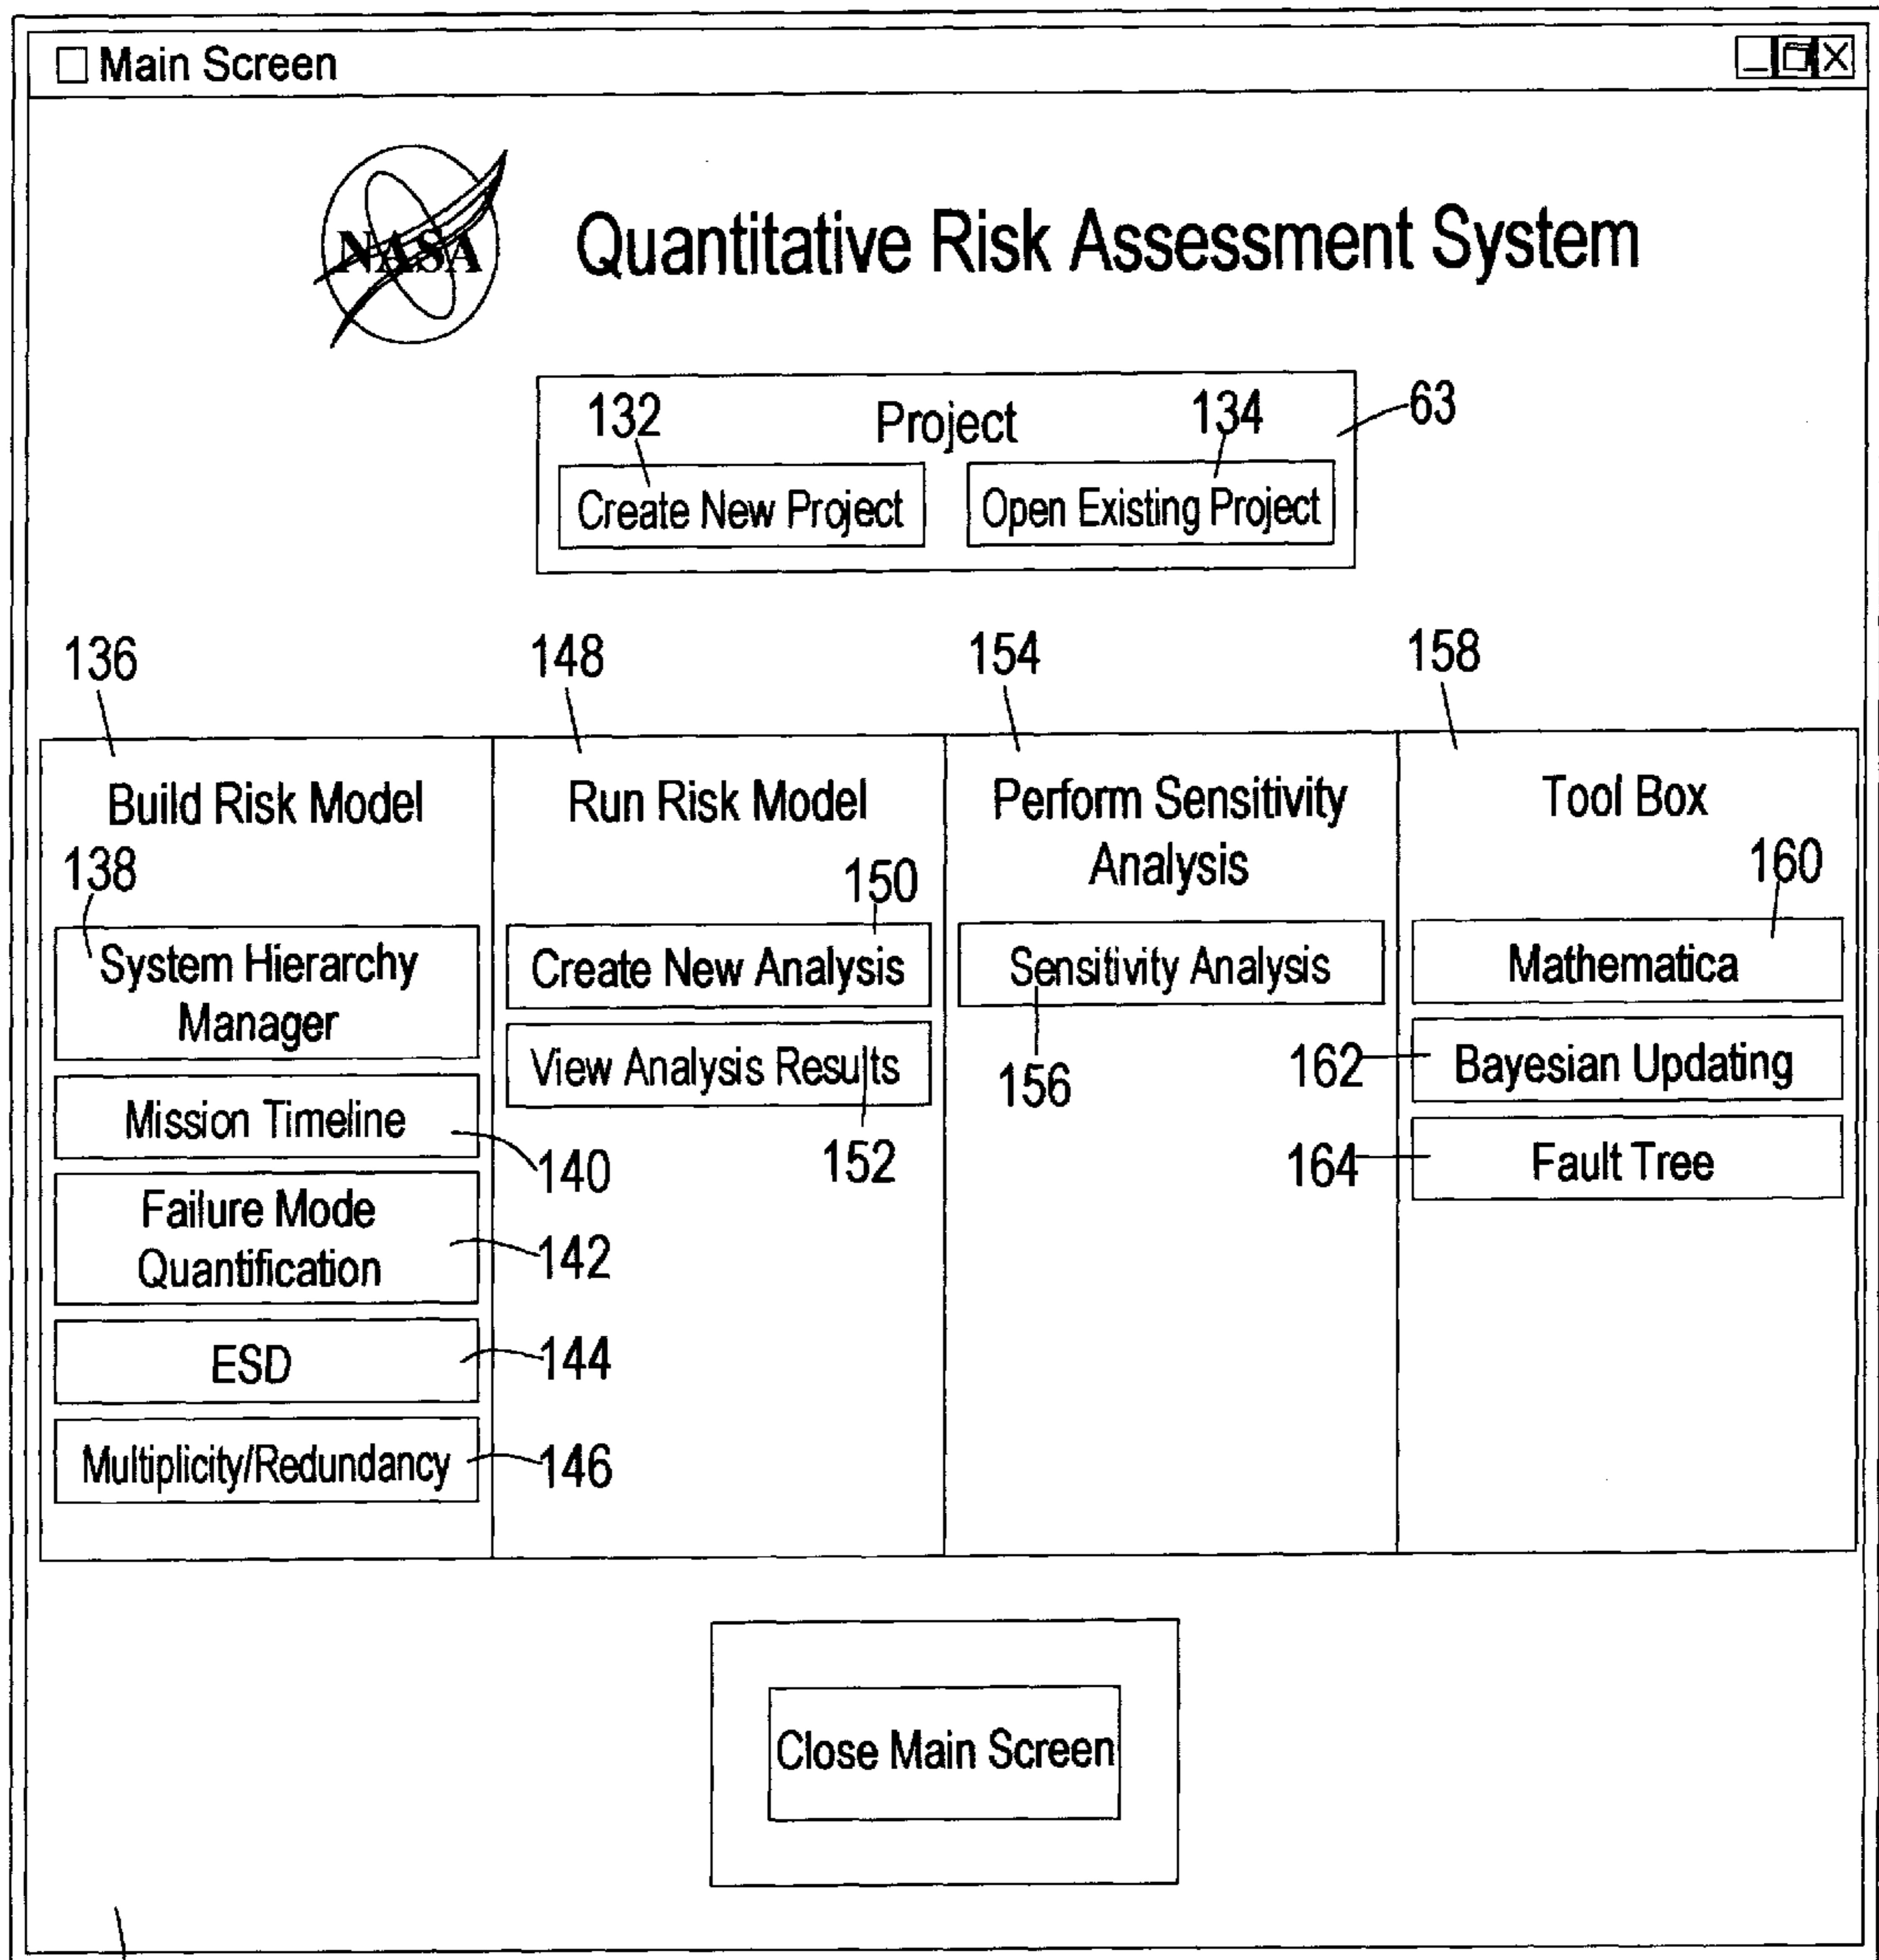 Main Screen
NASA
Quantitative Risk Assessment System
132
Project
134
63
Create New Project
Open Existing Project
136
148
154
158
Build Risk Model
138
System Hierarchy
Manager
Mission Timeline
140
Failure Mode
Quantification
142
ESD
144
Multiplicity/Redundancy
146
Run Risk Model
150
Create New Analysis
View Analysis Results
152
Perform Sensitivity
Analysis
Sensitivity Analysis
156
Tool Box
160
Mathematica
162
Bayesian Updating
164
Fault Tree
Close Main Screen